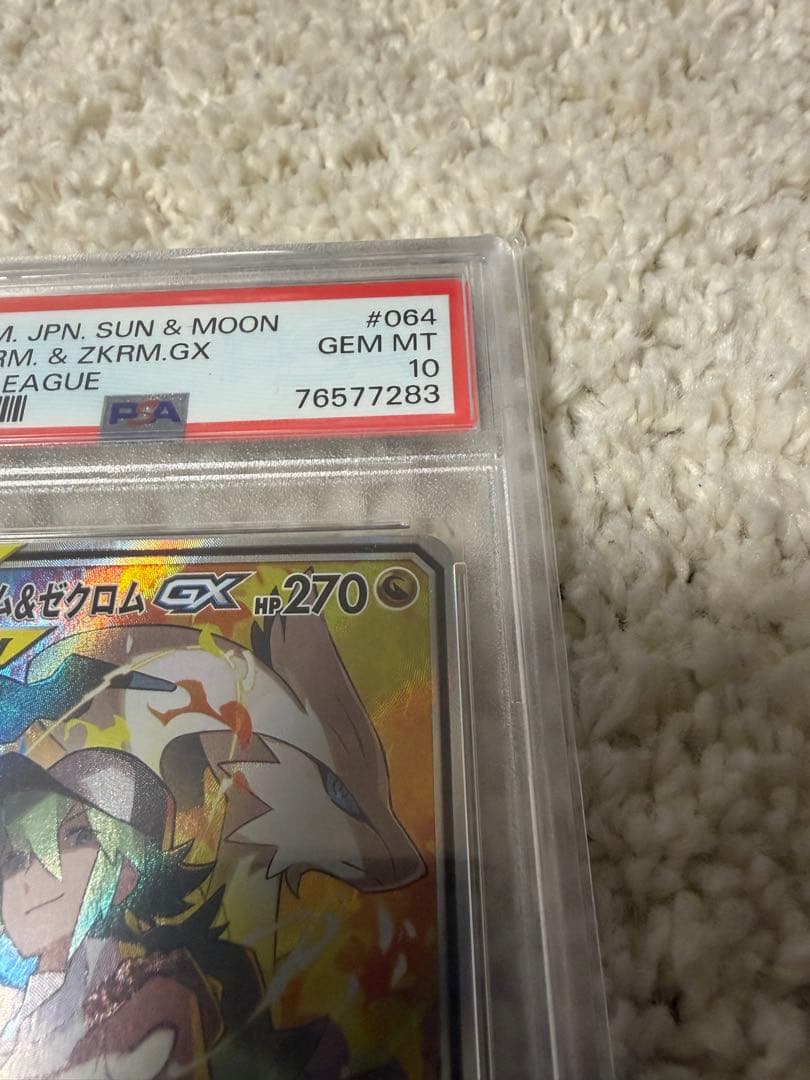 M. JPN. SUN & MOON #064
RM. & ZKRM.GX GEM MT
LEAGUE 10
PSA 76577283
ム&ゼクロム GX HP270